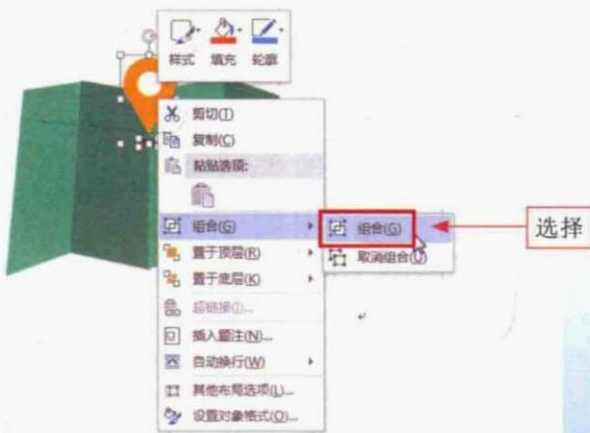 样式 填充 轮廓
剪切(T)
复制(C)
粘贴选项:
组合(G)
组合(G)
选择
置于顶层(R)
取消组合(U)
置于底层(K)
超链接(I)...
插入题注(N)...
自动换行(W)
其他布局选项(L)...
设置对象格式(O)...